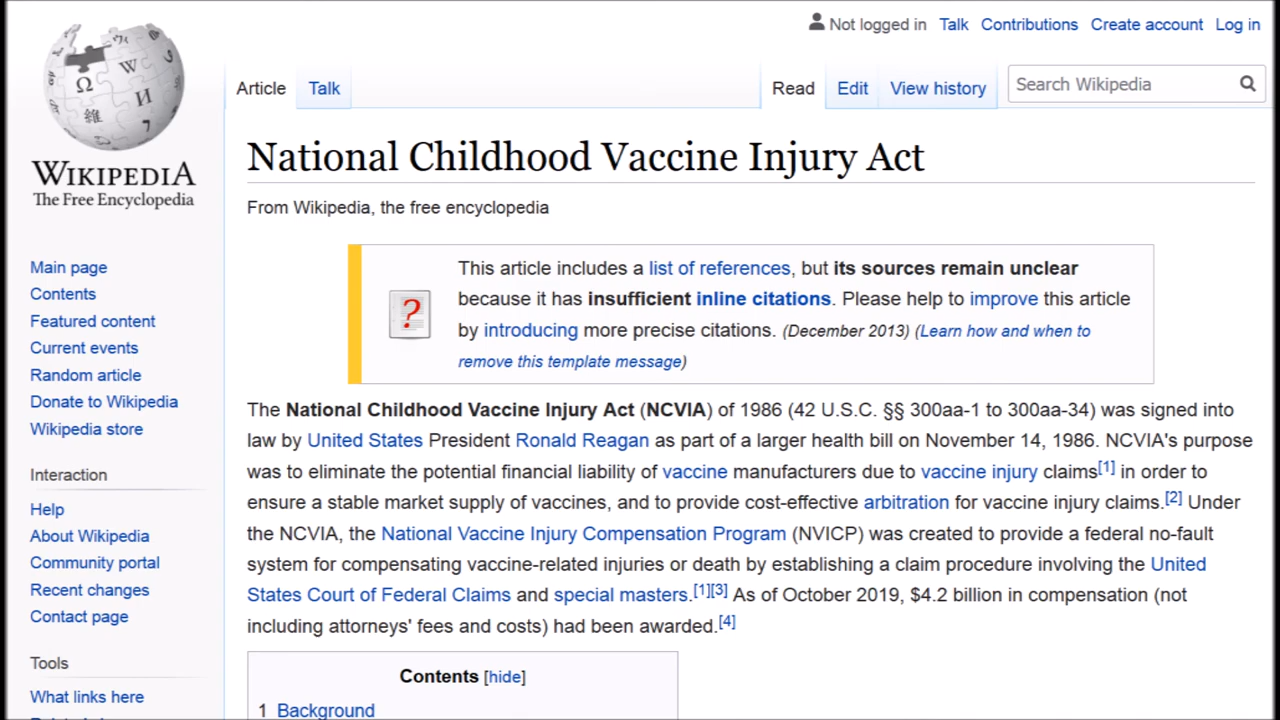 Not logged in Talk Contributions Create account Log in
Article Talk Read Edit View history Search Wikipedia
WIKIPEDIA
The Free Encyclopedia
National Childhood Vaccine Injury Act
From Wikipedia, the free encyclopedia
This article includes a list of references, but its sources remain unclear
because it has insufficient inline citations. Please help to improve this article
by introducing more precise citations. (December 2013) (Learn how and when to
remove this template message)
The National Childhood Vaccine Injury Act (NCVIA) of 1986 (42 U.S.C. §§ 300aa-1 to 300aa-34) was signed into
law by United States President Ronald Reagan as part of a larger health bill on November 14, 1986. NCVIA's purpose
was to eliminate the potential financial liability of vaccine manufacturers due to vaccine injury claims[1] in order to
ensure a stable market supply of vaccines, and to provide cost-effective arbitration for vaccine injury claims.[2] Under
the NCVIA, the National Vaccine Injury Compensation Program (NVICP) was created to provide a federal no-fault
system for compensating vaccine-related injuries or death by establishing a claim procedure involving the United
States Court of Federal Claims and special masters.[1][3] As of October 2019, $4.2 billion in compensation (not
including attorneys' fees and costs) had been awarded.[4]
Contents [hide]
1 Background
Main page
Contents
Featured content
Current events
Random article
Donate to Wikipedia
Wikipedia store
Interaction
Help
About Wikipedia
Community portal
Recent changes
Contact page
Tools
What links here